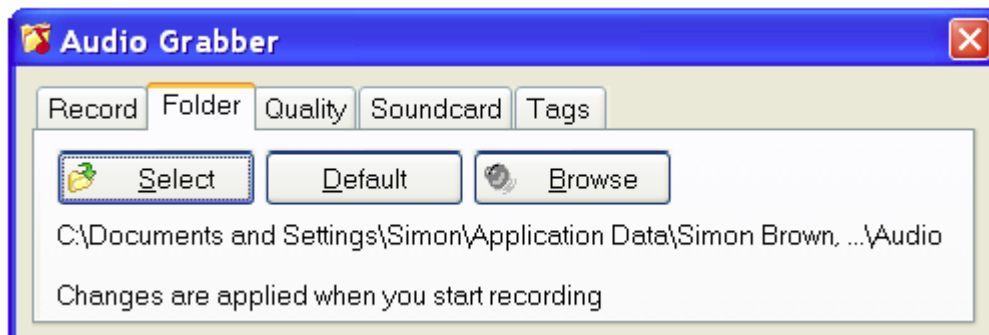 Audio Grabber
Record Folder Quality Soundcard Tags
Select Default Browse
C:\Documents and Settings\Simon\Application Data\Simon Brown, ...\Audio
Changes are applied when you start recording